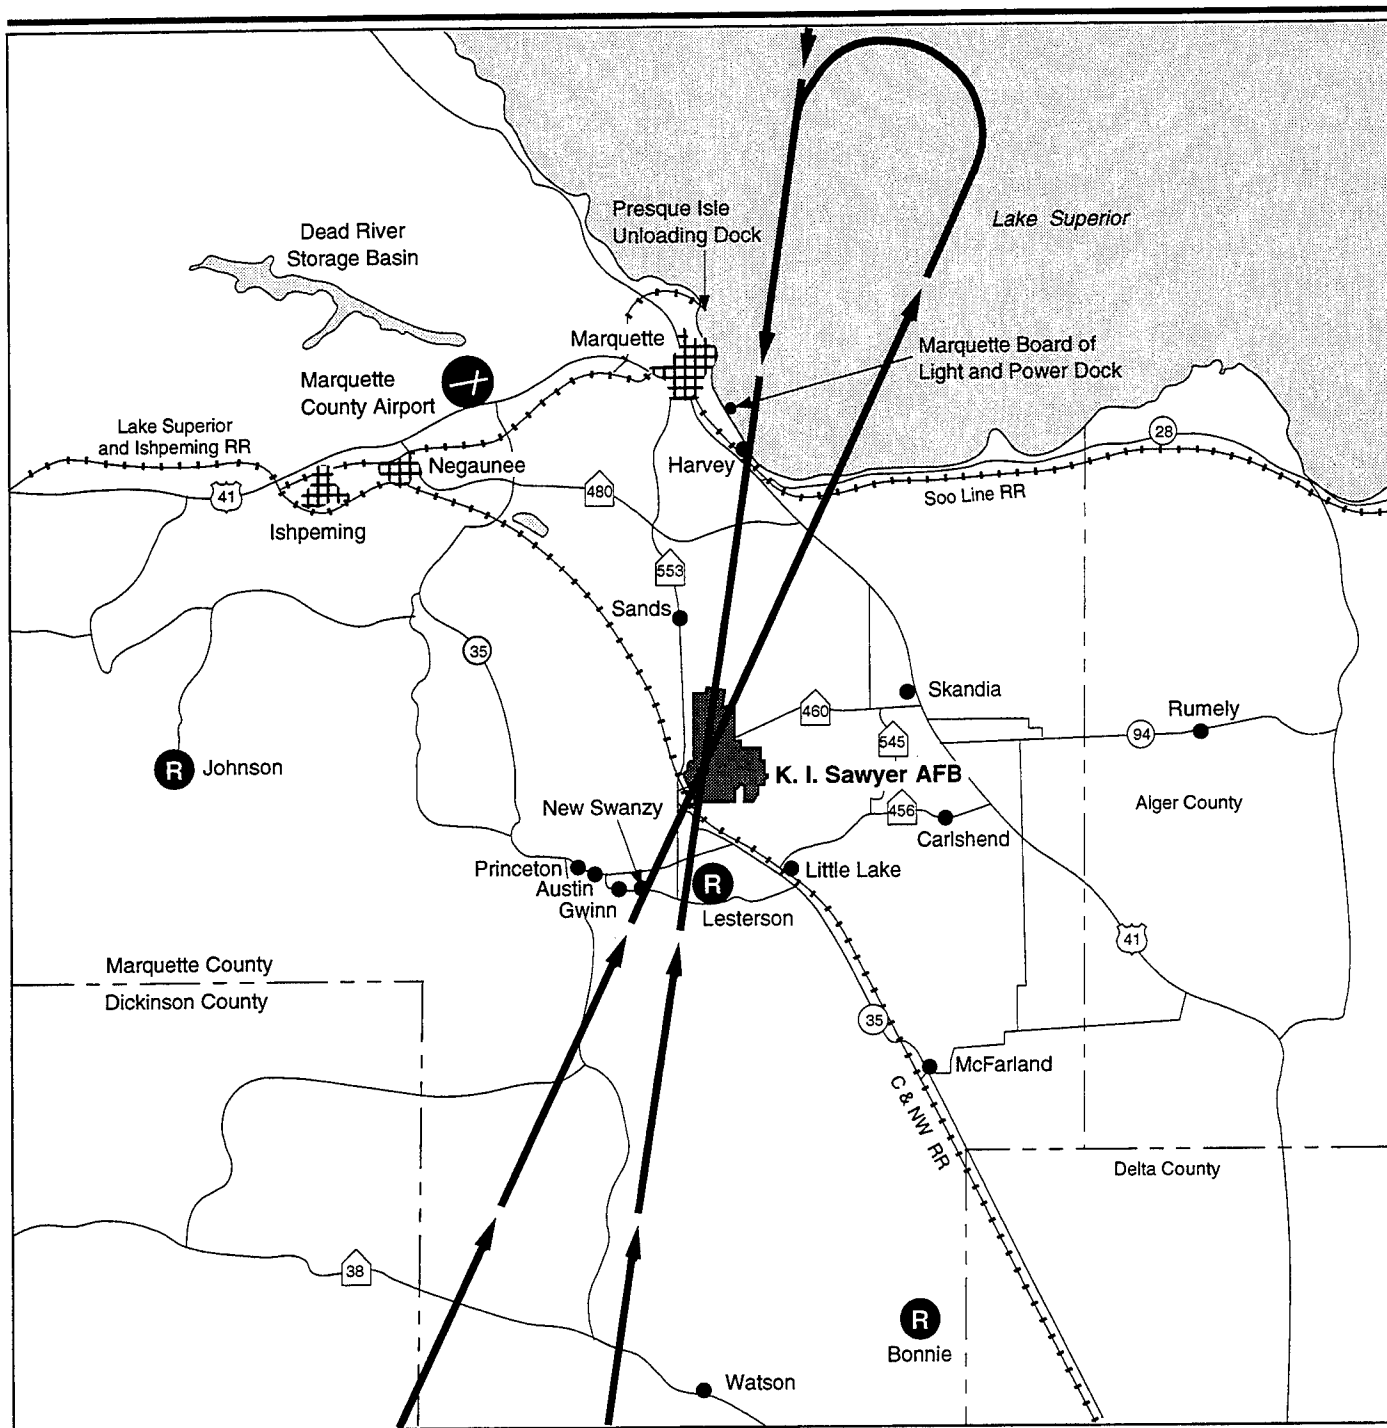 Presque Isle
Unloading Dock
Lake Superior
Dead River
Storage Basin
Marquette
Marquette Board of
Light and Power Dock
Marquette
County Airport
Lake Superior
and Ishpeming RR
28
Harvey
Negaunee
480
41
Soo Line RR
Ishpeming
553
Sands
35
Skandia
460
Rumely
94
545
R
Johnson
K. I. Sawyer AFB
New Swanzy
456
Alger County
Carlshend
Princeton
Little Lake
Austin
R
Gwinn
Lesterson
41
Marquette County
Dickinson County
35
McFarland
C & NW RR
Delta County
38
R
Bonnie
Watson